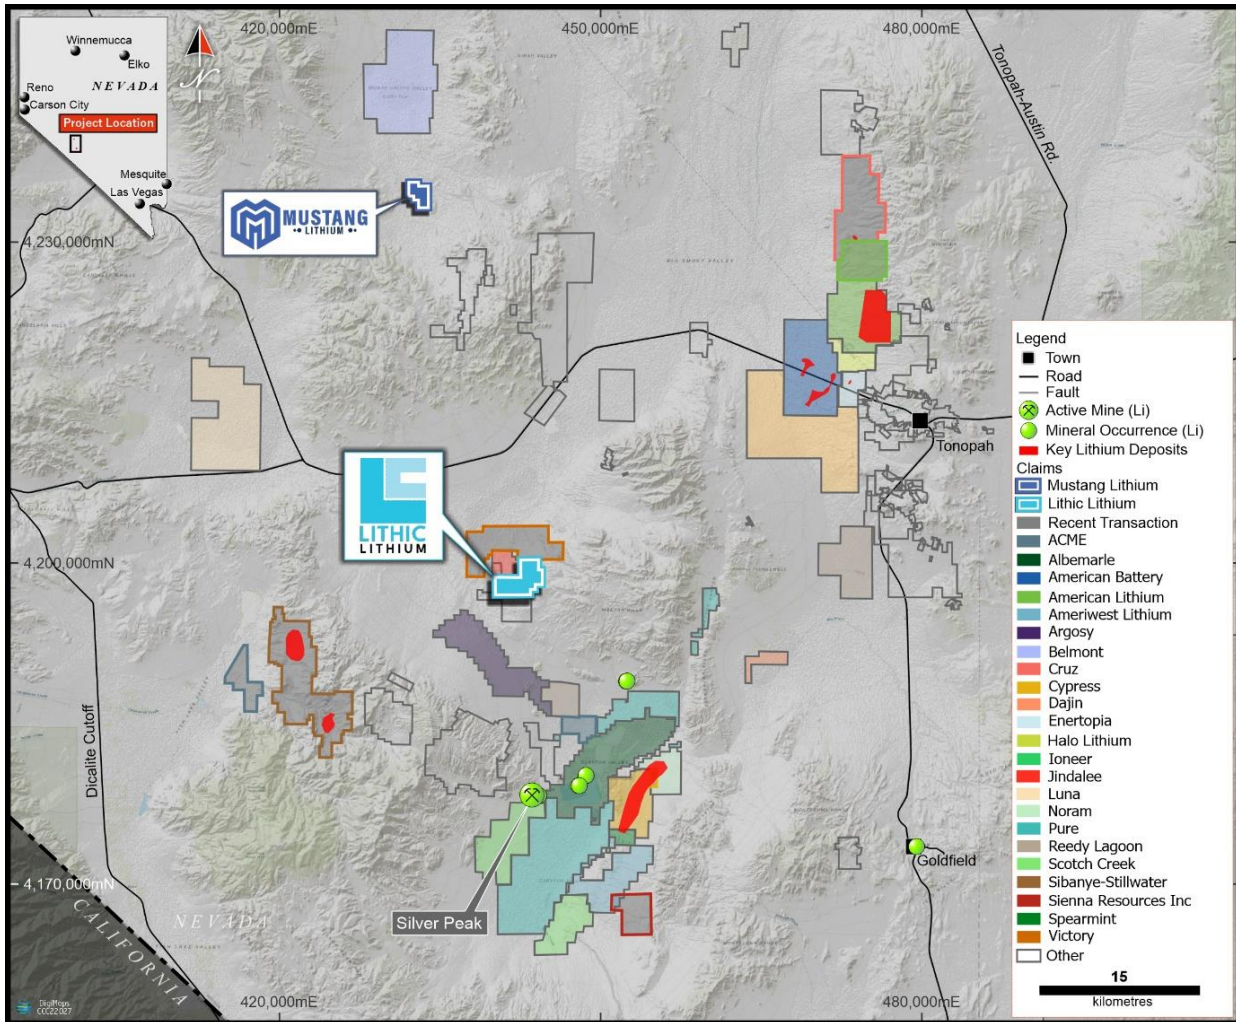 420,000mE
450,000mE
480,000mE
Winnemucca
Elko
NEVADA
Reno
Carson City
Project Location
Mesquite
Las Vegas
N
Tonopah-Austin Rd.
MUSTANG
LITHIUM
4,230,000mN
BIG SMOKY VALLEY
Tonopah
LITHIC
LITHIUM
4,200,000mN
Dicalite Cutoff
Silver Peak
Goldfield
4,170,000mN
NEVADA
CALIFORNIA
420,000mE
480,000mE
DigiMaps
CCC22027
Legend
Town
Road
Fault
Active Mine (Li)
Mineral Occurrence (Li)
Key Lithium Deposits
Claims
Mustang Lithium
Lithic Lithium
Recent Transaction
ACME
Albemarle
American Battery
American Lithium
Ameriwest Lithium
Argosy
Belmont
Cruz
Cypress
Dajin
Enertopia
Halo Lithium
Ioneer
Jindalee
Luna
Noram
Pure
Reedy Lagoon
Scotch Creek
Sibanye-Stillwater
Sienna Resources Inc
Spearmint
Victory
Other
15
kilometres